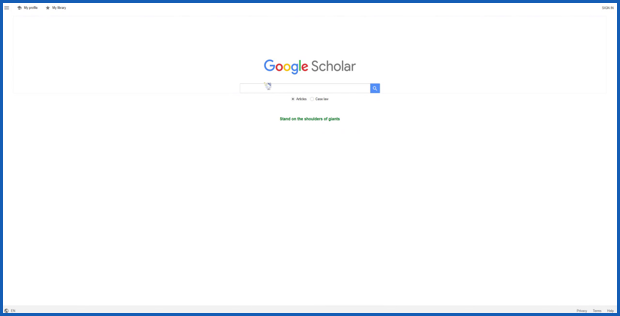 My profile
My library
SIGN IN
Google Scholar
Articles
Case law
Stand on the shoulders of giants
EN
Privacy
Terms
Help